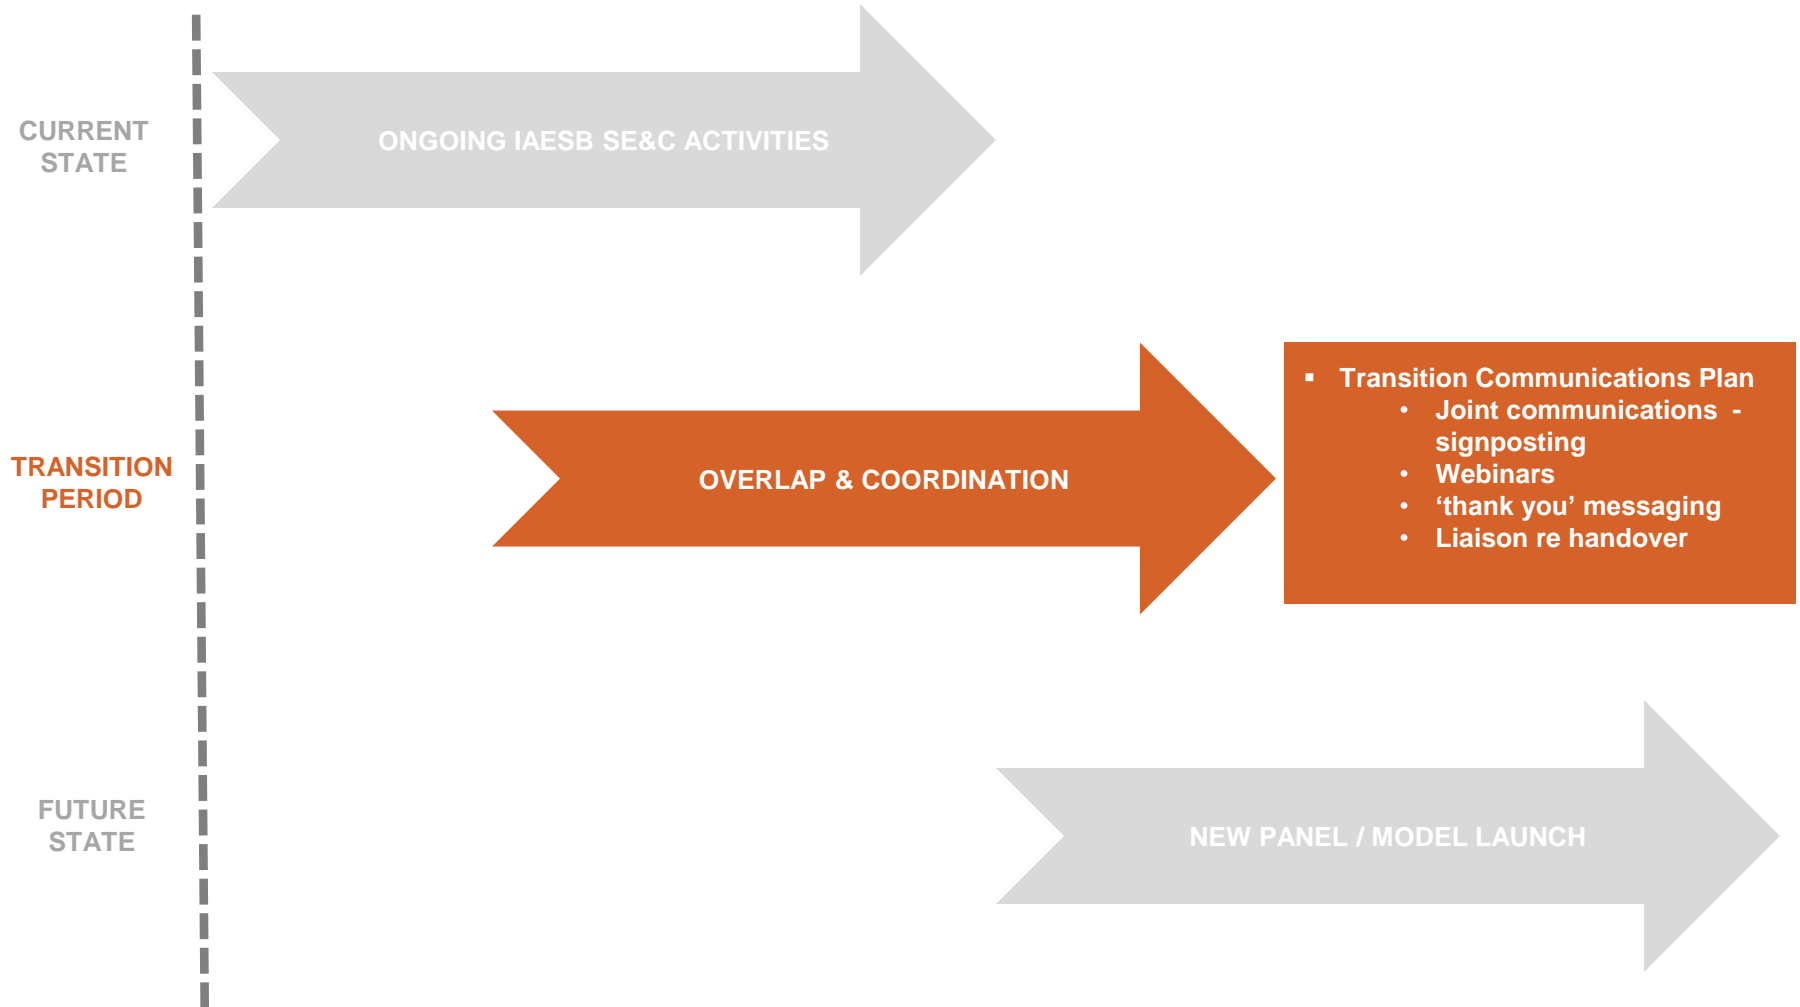 CURRENT
STATE
ONGOING IAESB SE&C ACTIVITIES
TRANSITION
PERIOD
OVERLAP & COORDINATION
▪ Transition Communications Plan
• Joint communications -
signposting
• Webinars
• ‘thank you’ messaging
• Liaison re handover
FUTURE
STATE
NEW PANEL / MODEL LAUNCH